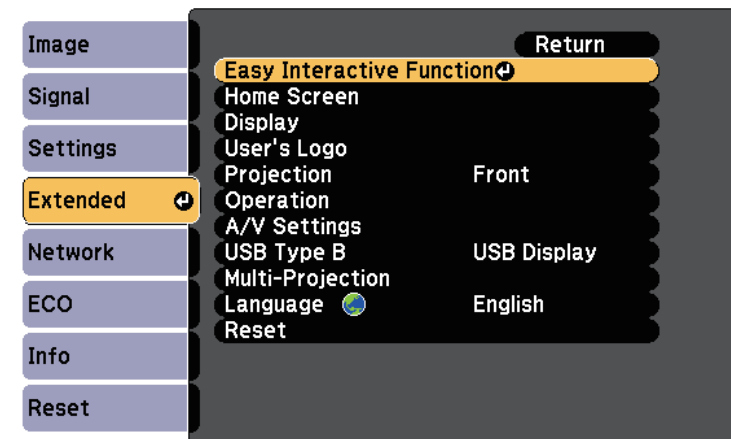 Image
Signal
Settings
Extended
Network
ECO
Info
Reset
Return
Easy Interactive Function
Home Screen
Display
User's Logo
Projection Front
Operation
A/V Settings
USB Type B USB Display
Multi-Projection
Language English
Reset